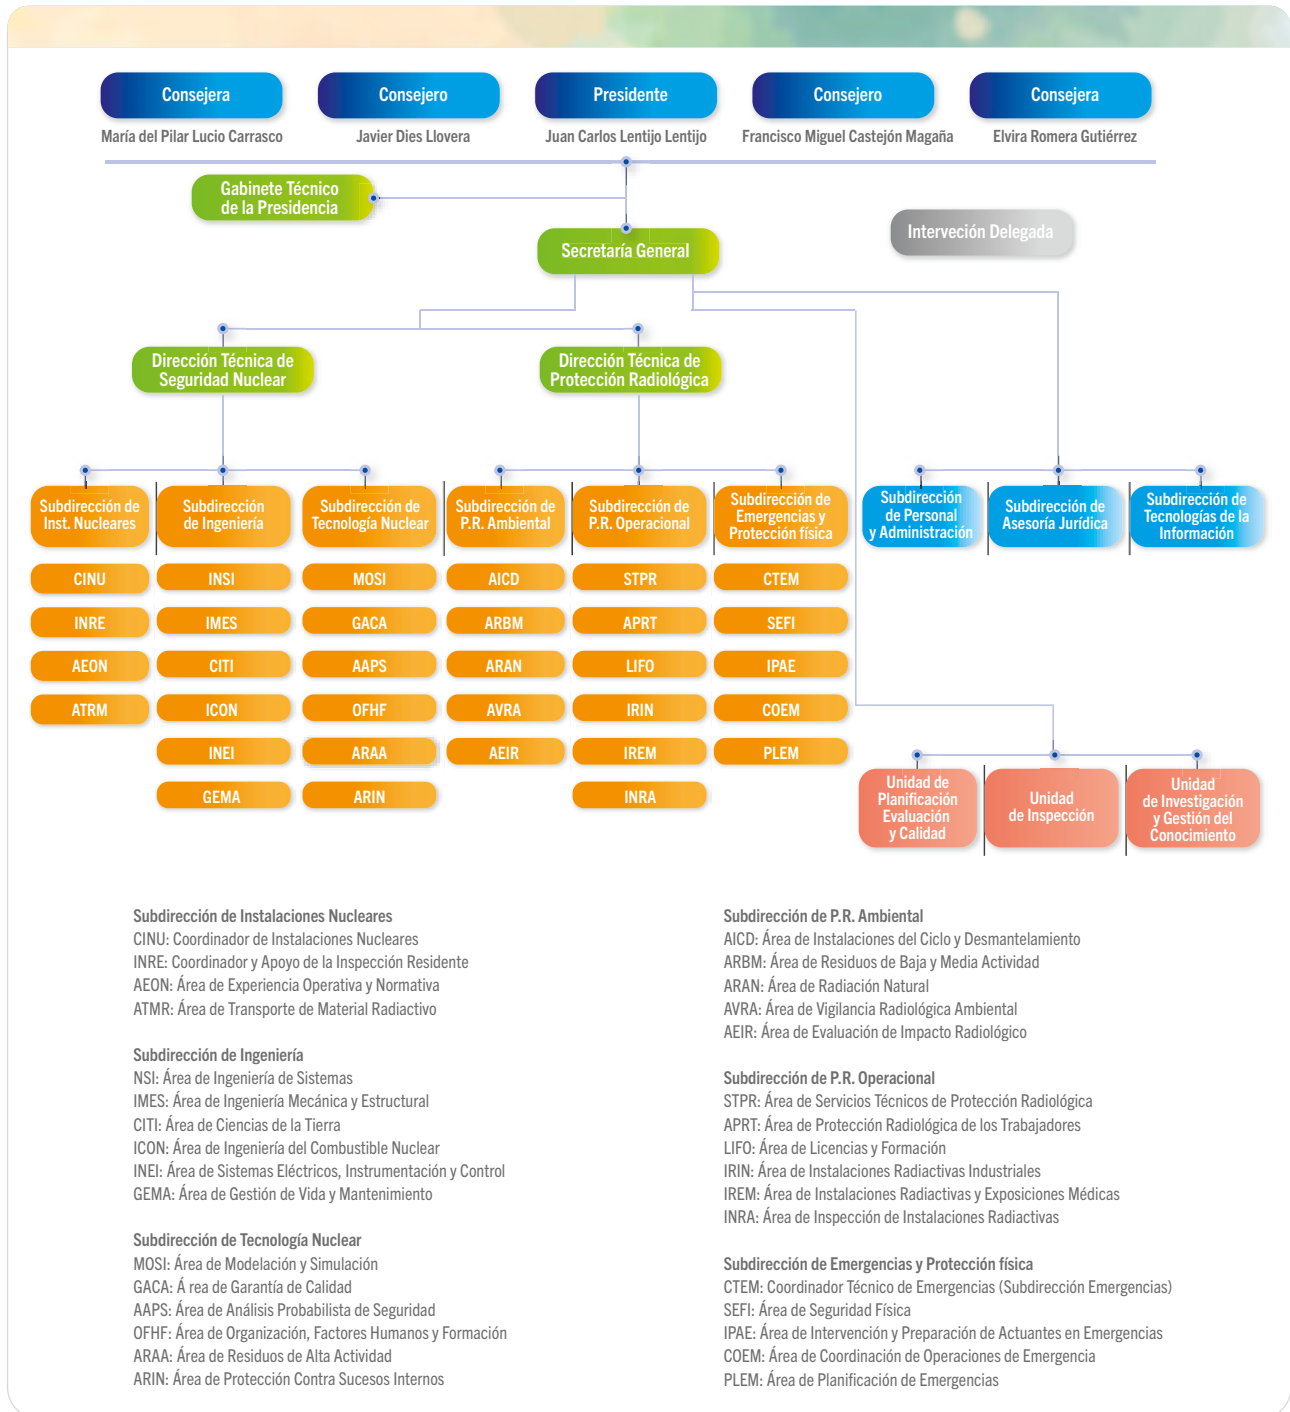 Consejera
María del Pilar Lucio Carrasco
Consejero
Javier Dies Llovera
Presidente
Juan Carlos Lentijo Lentijo
Consejero
Francisco Miguel Castejón Magaña
Consejera
Elvira Romera Gutiérrez
Gabinete Técnico
de la Presidencia
Secretaría General
Interveción Delegada
Dirección Técnica de
Seguridad Nuclear
Dirección Técnica de
Protección Radiológica
Subdirección de
Inst. Nucleares
CINU
INRE
AEON
ATRM
Subdirección
de Ingeniería
INSI
IMES
CITI
ICON
INEI
GEMA
Subdirección de
Tecnología Nuclear
MOSI
GACA
AAPS
OFHF
ARAA
ARIN
Subdirección de
P.R. Ambiental
AICD
ARBM
ARAN
AVRA
AEIR
Subdirección de
P.R. Operacional
STPR
APRT
LIFO
IRIN
IREM
INRA
Subdirección de
Emergencias y
Protección física
CTEM
SEFI
IPAE
COEM
PLEM
Subdirección
de Personal
y Administración
Subdirección de
Asesoría Jurídica
Subdirección de
Tecnologías de la
Información
Unidad de
Planificación
Evaluación
y Calidad
Unidad
de Inspección
Unidad
de Investigación
y Gestión del
Conocimiento
Subdirección de Instalaciones Nucleares
CINU: Coordinador de Instalaciones Nucleares
INRE: Coordinador y Apoyo de la Inspección Residente
AEON: Área de Experiencia Operativa y Normativa
ATMR: Área de Transporte de Material Radiactivo
Subdirección de Ingeniería
NSI: Área de Ingeniería de Sistemas
IMES: Área de Ingeniería Mecánica y Estructural
CITI: Área de Ciencias de la Tierra
ICON: Área de Ingeniería del Combustible Nuclear
INEI: Área de Sistemas Eléctricos, Instrumentación y Control
GEMA: Área de Gestión de Vida y Mantenimiento
Subdirección de Tecnología Nuclear
MOSI: Área de Modelación y Simulación
GACA: Á rea de Garantía de Calidad
AAPS: Área de Análisis Probabilista de Seguridad
OFHF: Área de Organización, Factores Humanos y Formación
ARAA: Área de Residuos de Alta Actividad
ARIN: Área de Protección Contra Sucesos Internos
Subdirección de P.R. Ambiental
AICD: Área de Instalaciones del Ciclo y Desmantelamiento
ARBM: Área de Residuos de Baja y Media Actividad
ARAN: Área de Radiación Natural
AVRA: Área de Vigilancia Radiológica Ambiental
AEIR: Área de Evaluación de Impacto Radiológico
Subdirección de P.R. Operacional
STPR: Área de Servicios Técnicos de Protección Radiológica
APRT: Área de Protección Radiológica de los Trabajadores
LIFO: Área de Licencias y Formación
IRIN: Área de Instalaciones Radiactivas Industriales
IREM: Área de Instalaciones Radiactivas y Exposiciones Médicas
INRA: Área de Inspección de Instalaciones Radiactivas
Subdirección de Emergencias y Protección física
CTEM: Coordinador Técnico de Emergencias (Subdirección Emergencias)
SEFI: Área de Seguridad Física
IPAE: Área de Intervención y Preparación de Actuantes en Emergencias
COEM: Área de Coordinación de Operaciones de Emergencia
PLEM: Área de Planificación de Emergencias